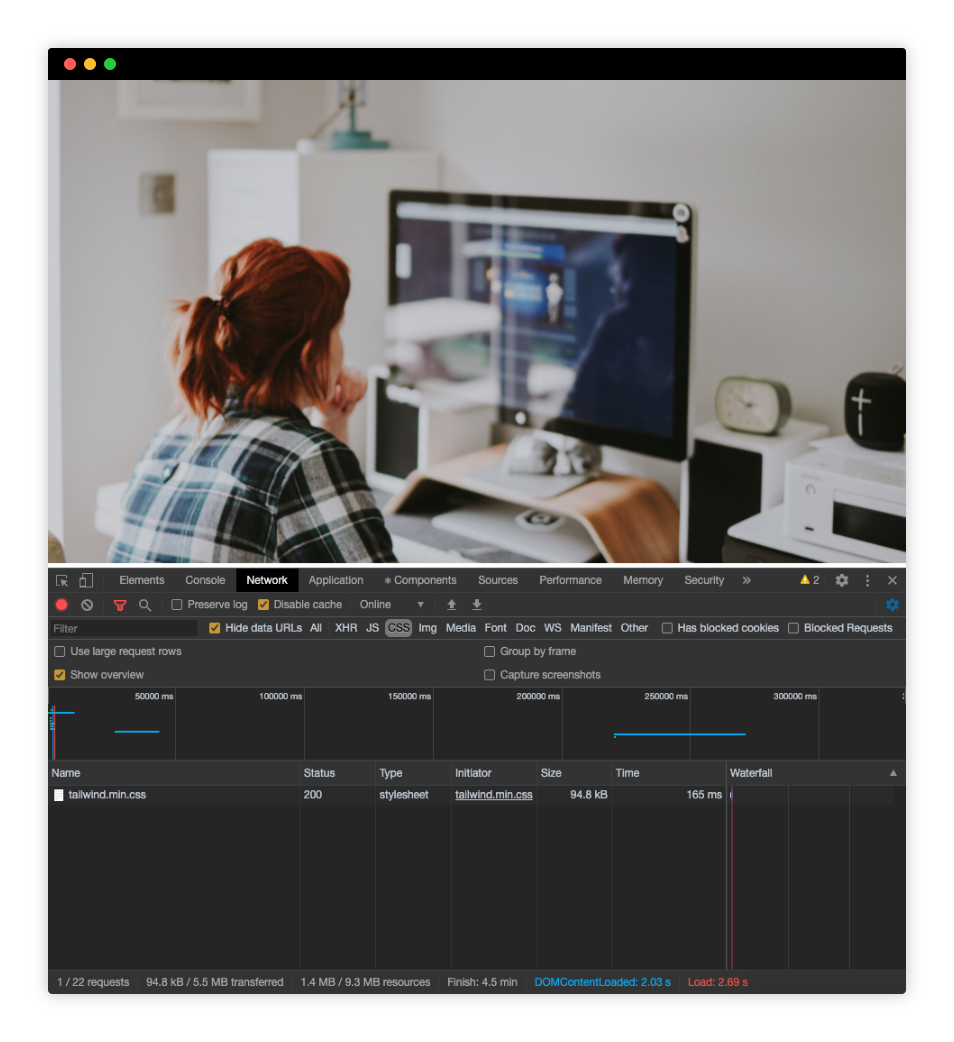 Elements Console Network Application Components Sources Performance Memory Security » 2
Preserve log Disable cache Online ▼
Filter Hide data URLs All XHR JS CSS Img Media Font Doc WS Manifest Other Has blocked cookies Blocked Requests
Use large request rows Group by frame
Show overview Capture screenshots
50000 ms 100000 ms 150000 ms 200000 ms 250000 ms 300000 ms
Name Status Type Initiator Size Time Waterfall ▲
tailwind.min.css 200 stylesheet tailwind.min.css 94.8 kB 165 ms
1 / 22 requests 94.8 kB / 5.5 MB transferred 1.4 MB / 9.3 MB resources Finish: 4.5 min DOMContentLoaded: 2.03 s Load: 2.69 s